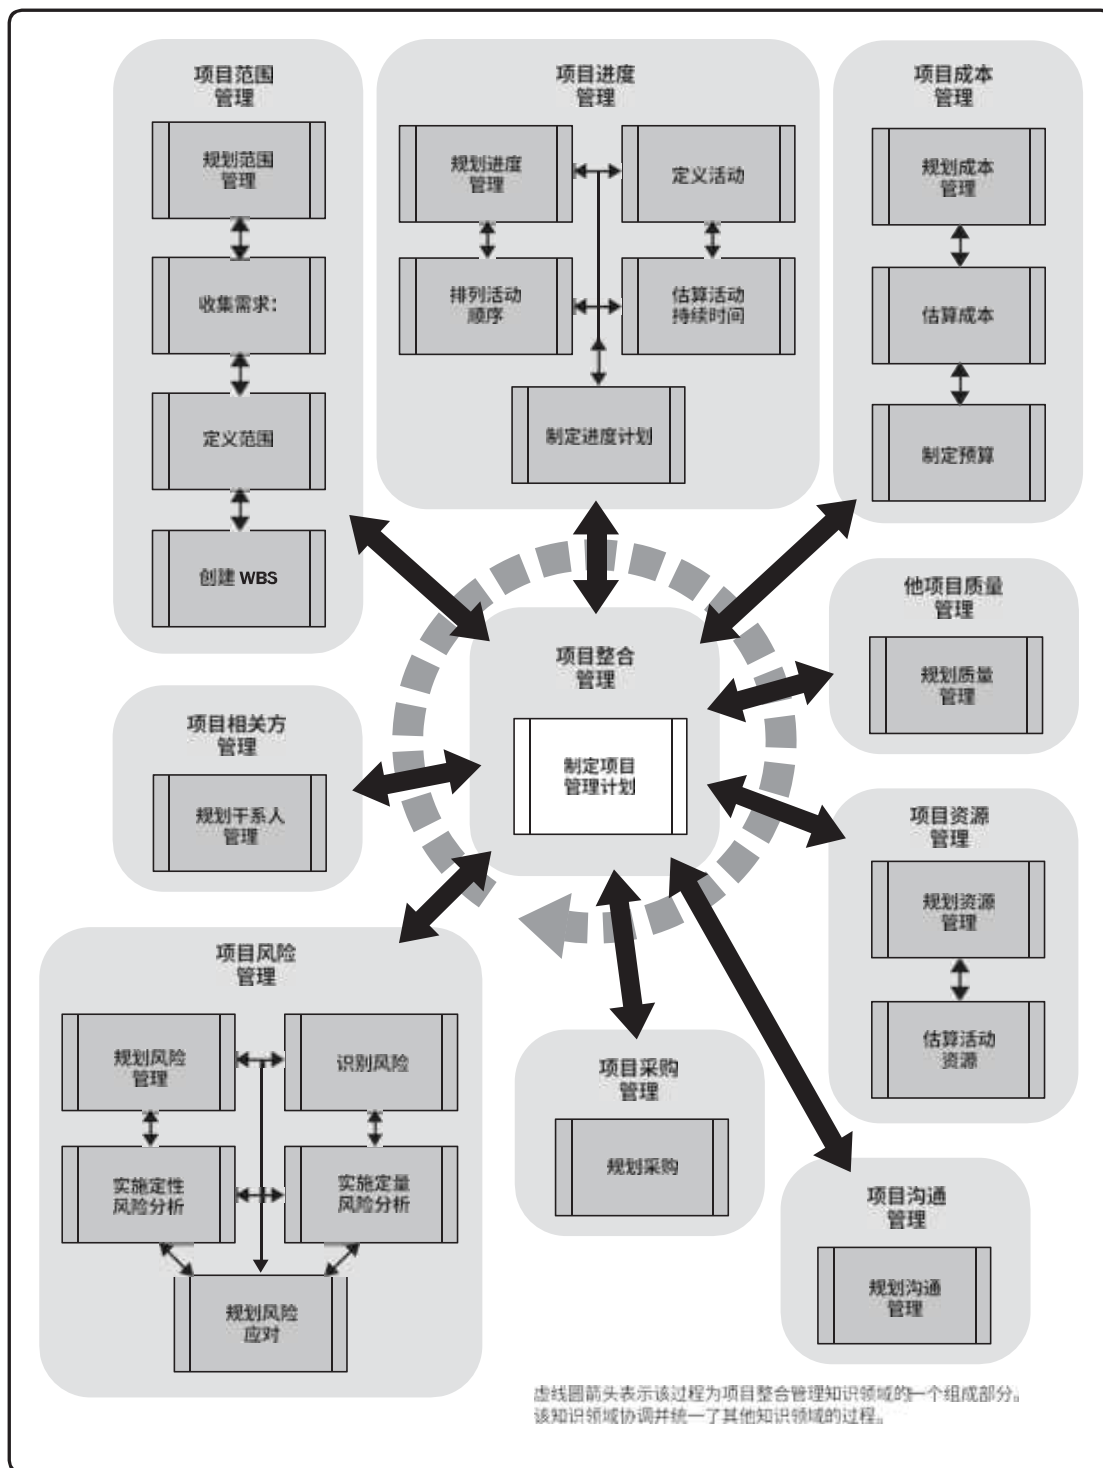 项目范围
管理
规划范围
管理
收集需求：
定义范围
创建 WBS
项目进度
管理
规划进度
管理
定义活动
排列活动
顺序
估算活动
持续时间
制定进度计划
项目成本
管理
规划成本
管理
估算成本
制定预算
他项目质量
管理
规划质量
管理
项目整合
管理
制定项目
管理计划
项目相关方
管理
规划干系人
管理
项目资源
管理
规划资源
管理
估算活动
资源
项目风险
管理
规划风险
管理
识别风险
实施定性
风险分析
实施定量
风险分析
规划风险
应对
项目采购
管理
规划采购
项目沟通
管理
规划沟通
管理
虚线圆箭头表示该过程为项目整合管理知识领域的一个组成部分。
该知识领域协调并统一了其他知识领域的过程。